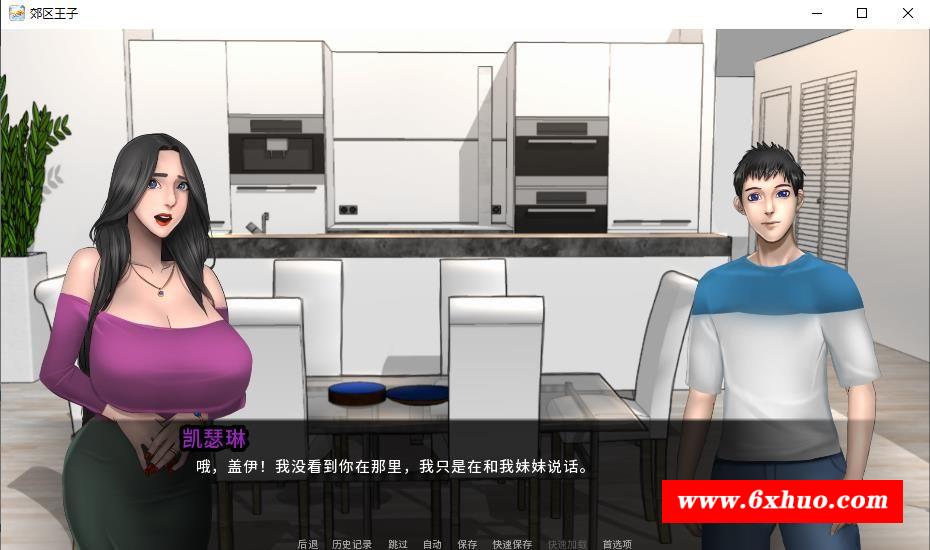 郊区王子
凯瑟琳
哦，盖伊！我没看到你在那里，我只是在和我妹妹说话。
www.6xhuo.com
后退 历史记录 跳过 自动 保存 快速保存 快速加载 首选项